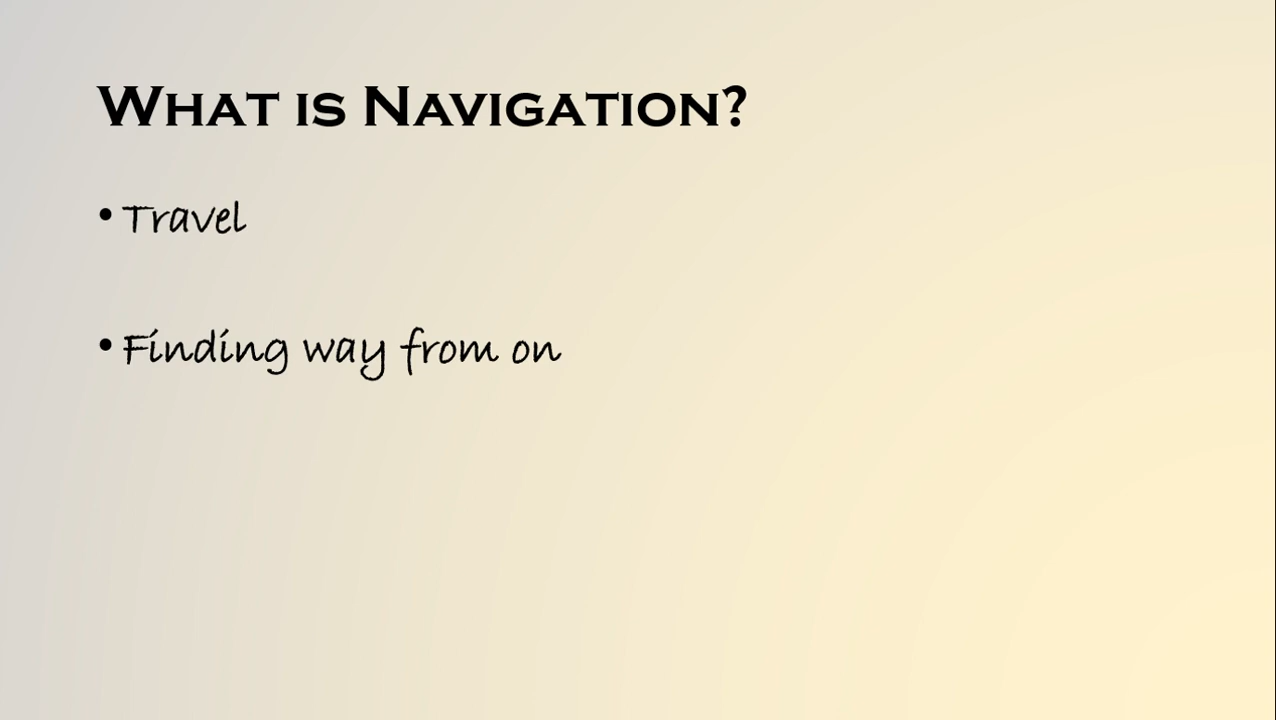 What is Navigation?
• Travel
• Finding way from on